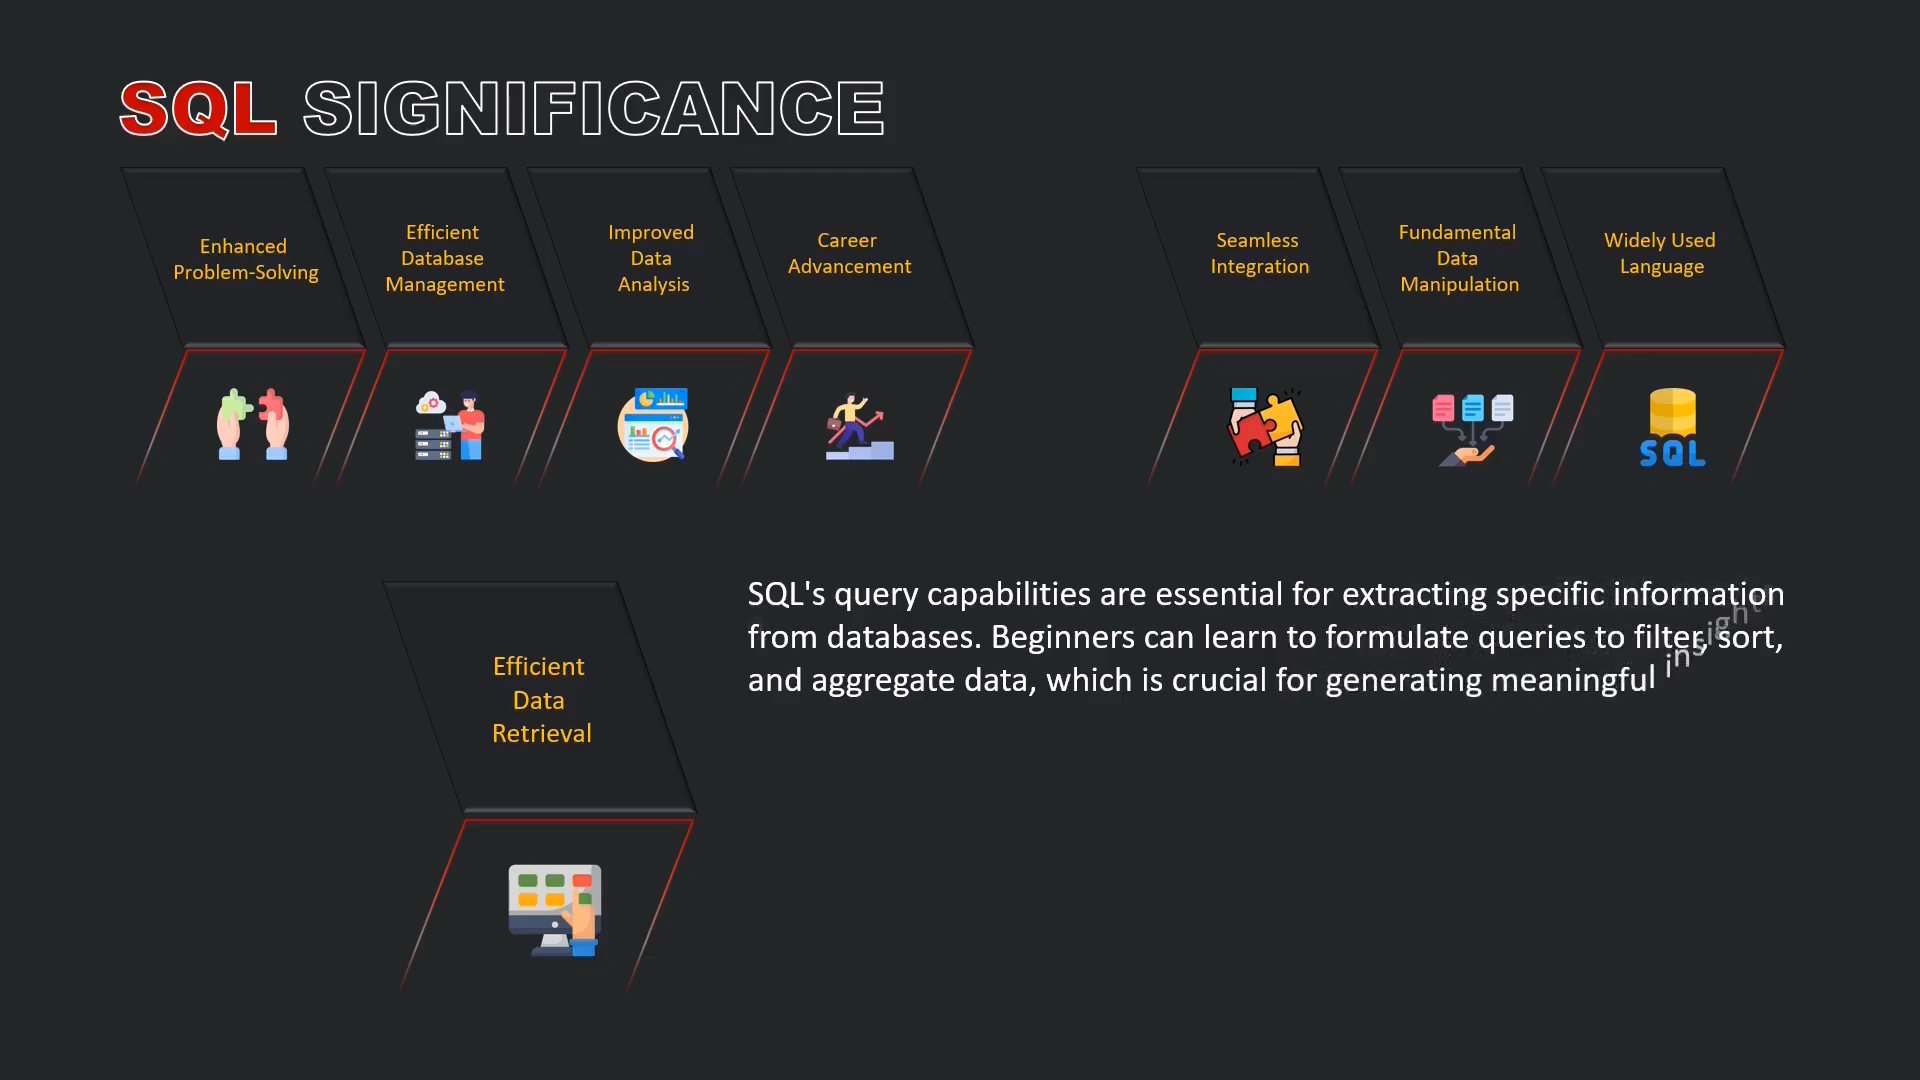 SQL SIGNIFICANCE
Enhanced
Problem-Solving
Efficient
Database
Management
Improved
Data
Analysis
Career
Advancement
Seamless
Integration
Fundamental
Data
Manipulation
Widely Used
Language
SQL
Efficient
Data
Retrieval
SQL's query capabilities are essential for extracting specific information
from databases. Beginners can learn to formulate queries to filter, sort,
and aggregate data, which is crucial for generating meaningful insights